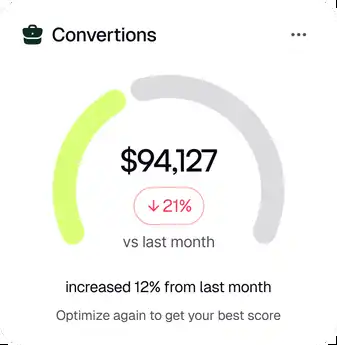 Convertions
$94,127
↓ 21%
vs last month
increased 12% from last month
Optimize again to get your best score